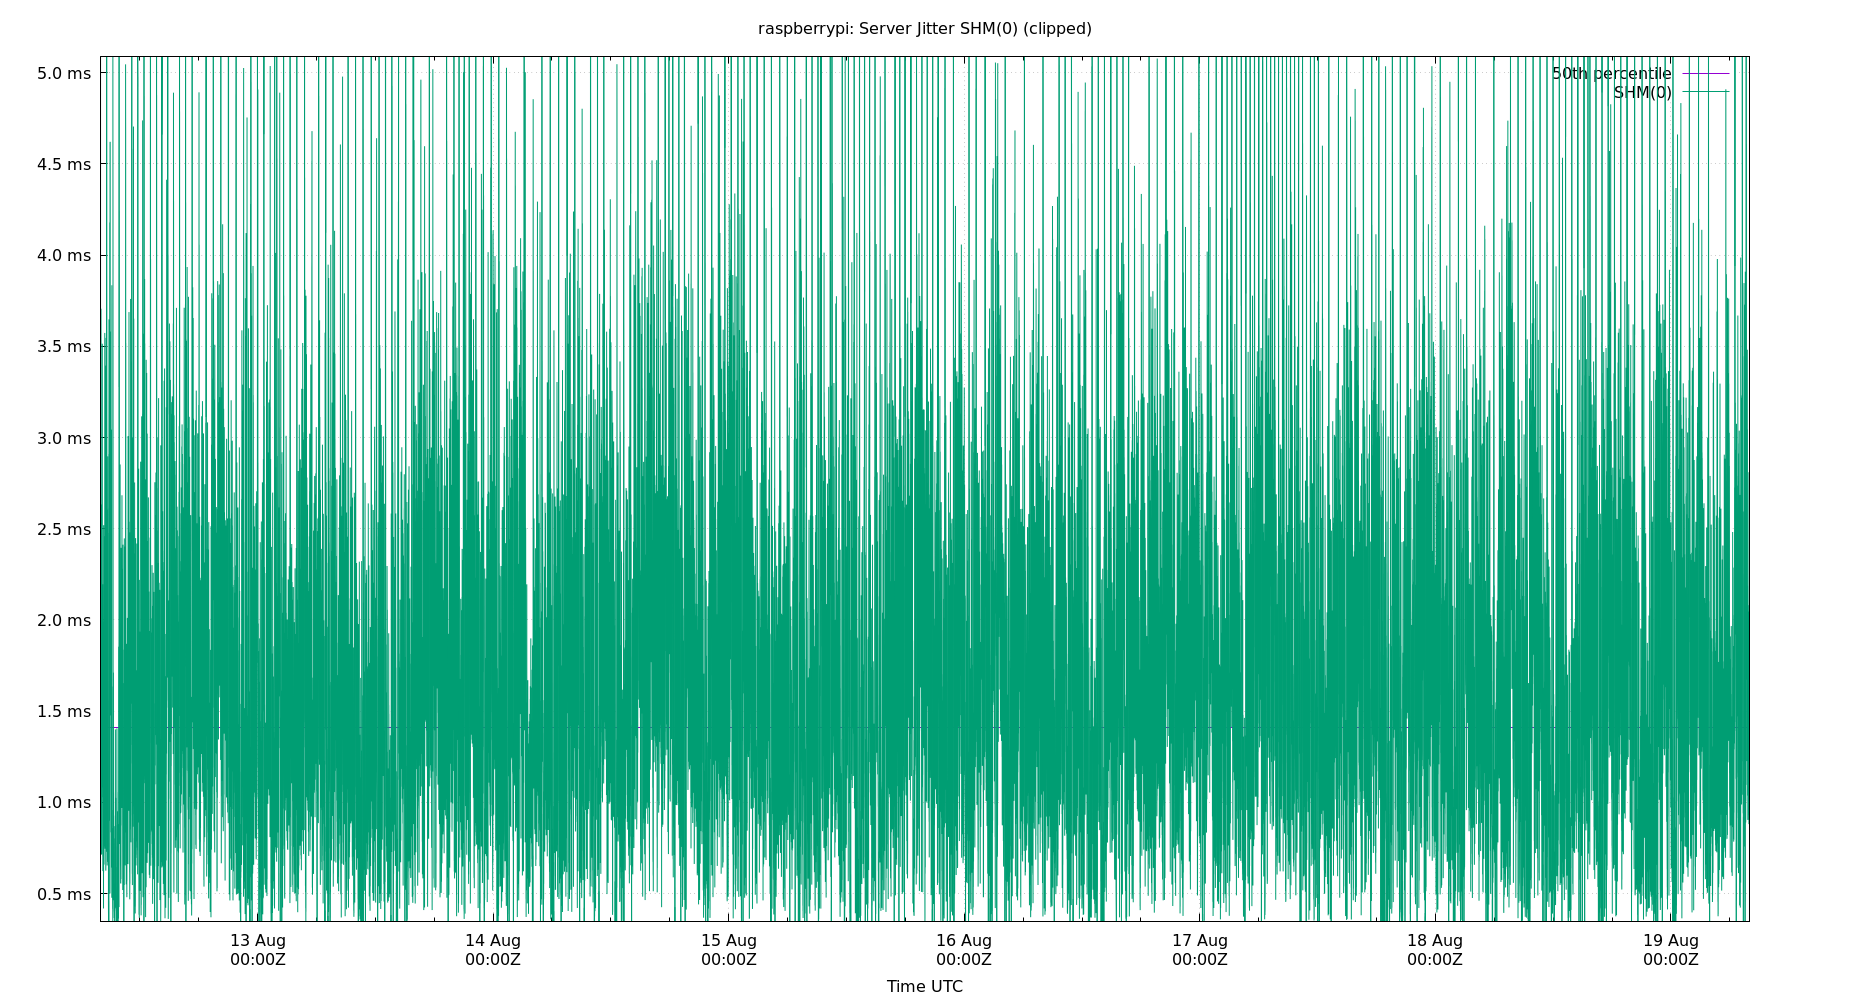 raspberrypi: Server Jitter SHM(0) (clipped)
5.0 ms
4.5 ms
4.0 ms
3.5 ms
3.0 ms
2.5 ms
2.0 ms
1.5 ms
1.0 ms
0.5 ms
50th percentile
SHM(0)
13 Aug
00:00Z
14 Aug
00:00Z
15 Aug
00:00Z
16 Aug
00:00Z
17 Aug
00:00Z
18 Aug
00:00Z
19 Aug
00:00Z
Time UTC